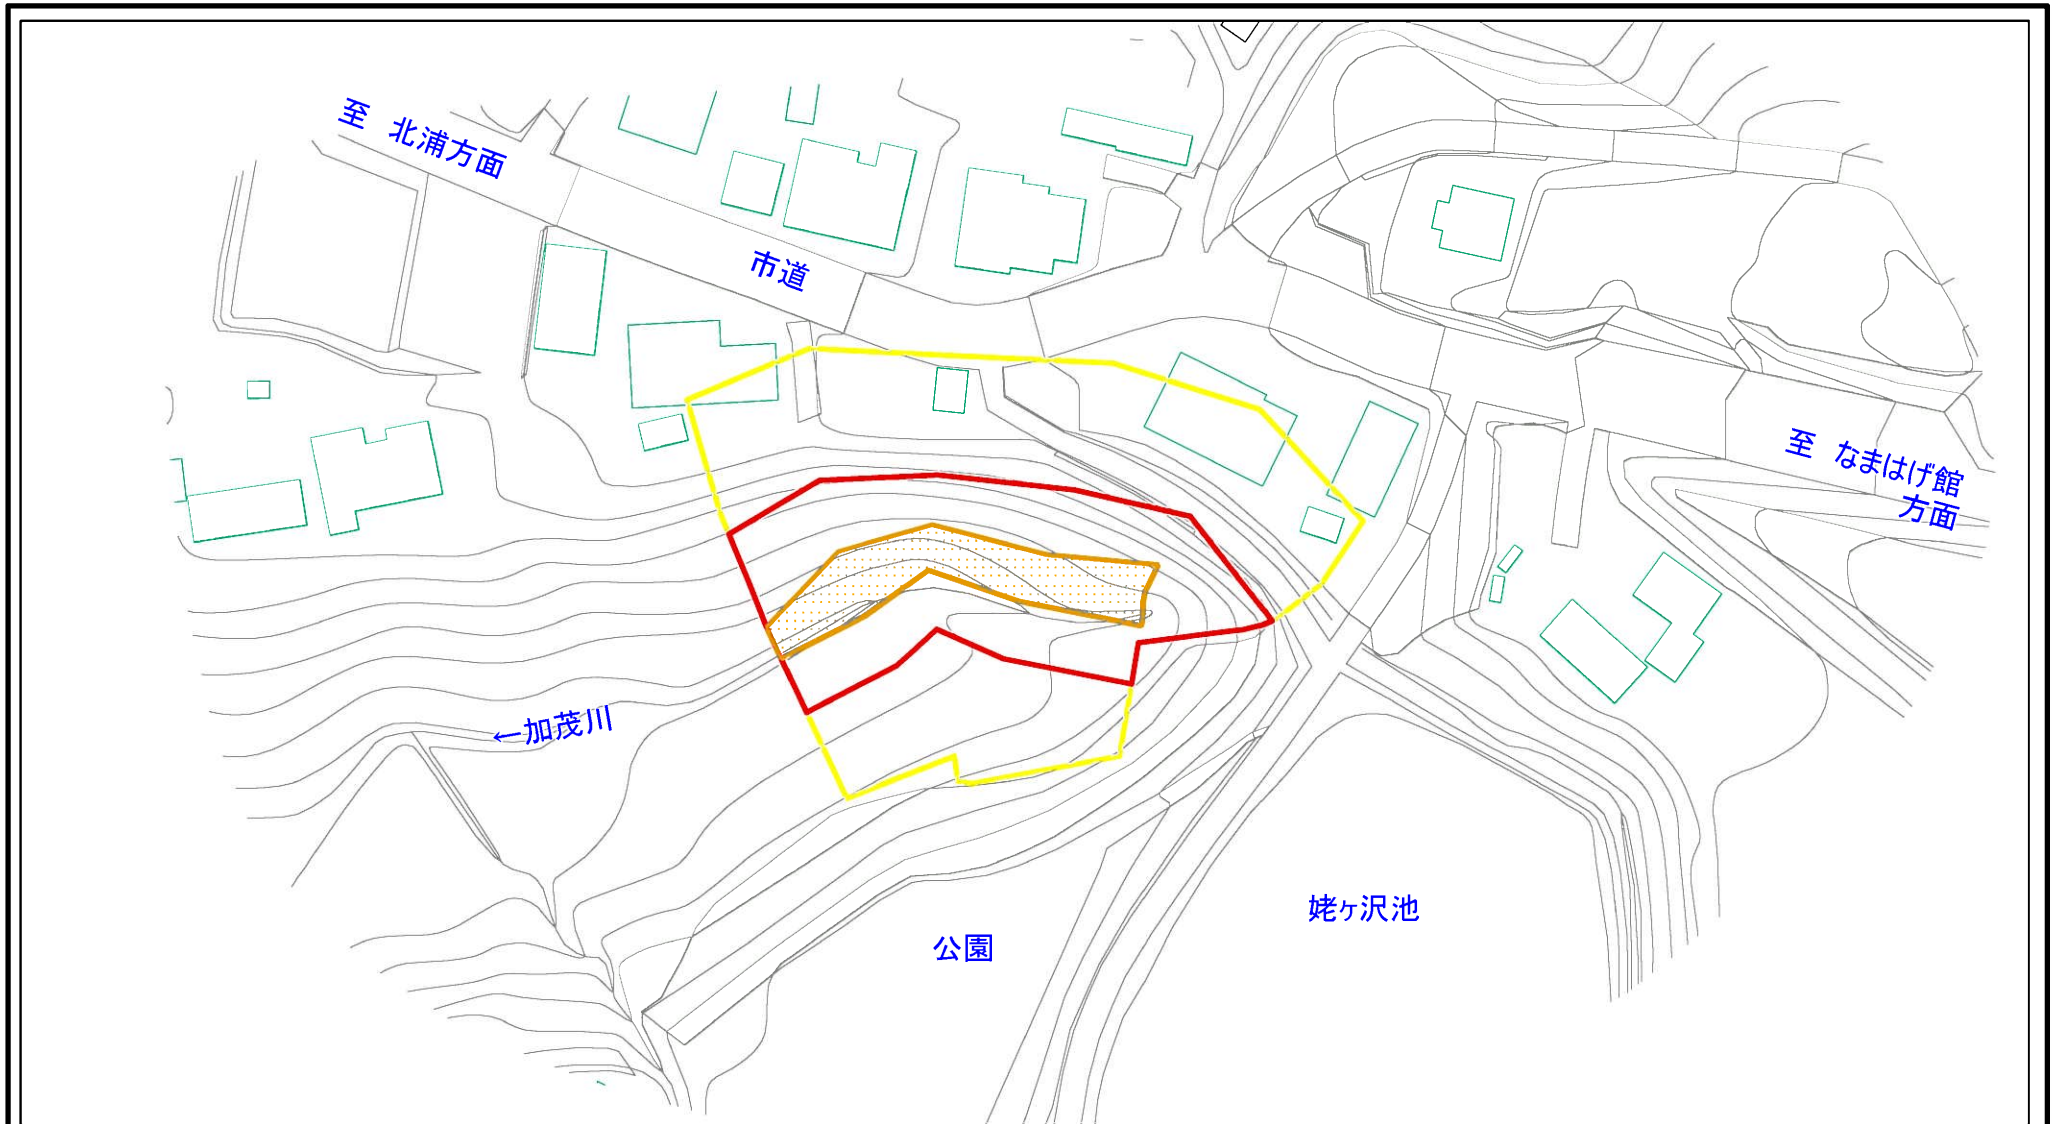 至 北浦方面
市道
至 なまはげ館
方面
←加茂川
姥ヶ沢池
公園